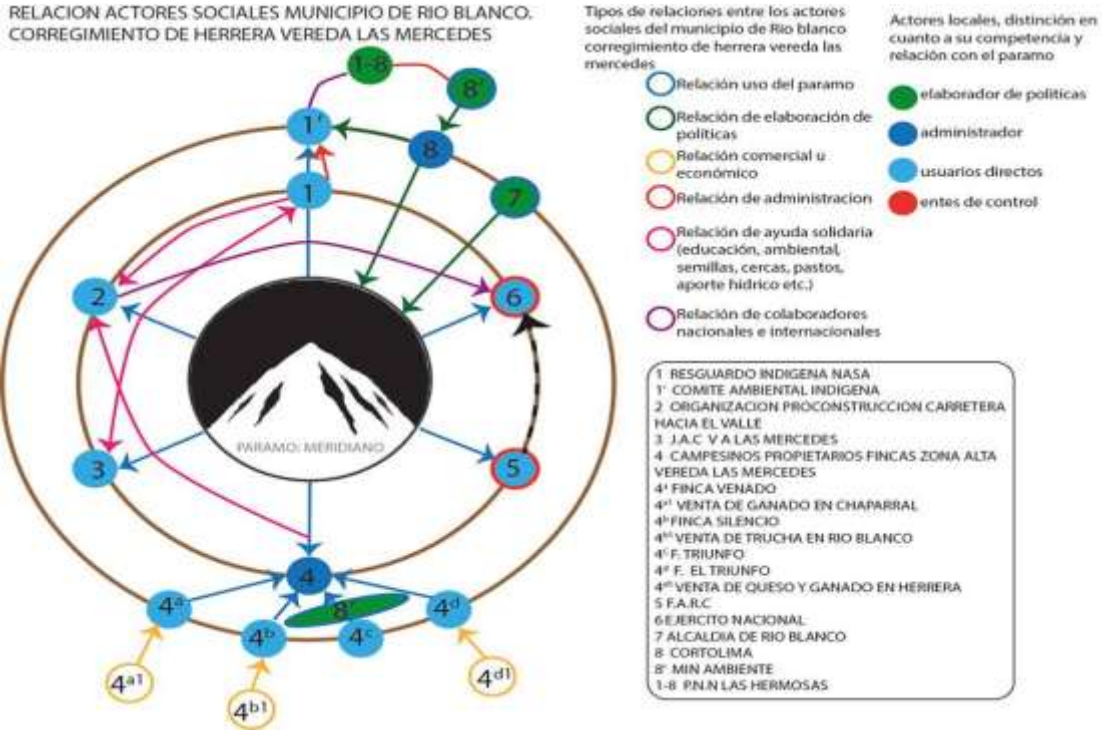 RELACION ACTORES SOCIALES MUNICIPIO DE RIO BLANCO.
CORREGIMIENTO DE HERRERA VEREDA LAS MERCEDES
1-8
8'
1'
8
1
7
2
6
PARAMO: MERIDIANO
3
5
4
4ª
8'
4ᵈ
4ᵇ
4ᶜ
4ᵃ¹
4ᵇ¹
4ᵈ¹
Tipos de relaciones entre los actores
sociales del municipio de Rio blanco
corregimiento de herrera vereda las
mercedes
Relación uso del paramo
Relación de elaboración de
políticas
Relación comercial u
económico
Relación de administracion
Relación de ayuda solidaria
(educación, ambiental,
semillas, cercas, pastos,
aporte hidrico etc.)
Relación de colaboradores
nacionales e internacionales
Actores locales, distinción en
cuanto a su competencia y
relación con el paramo
elaborador de politicas
administrador
usuarios directos
entes de control
1 RESGUARDO INDIGENA NASA
1' COMITE AMBIENTAL INDIGENA
2 ORGANIZACION PROCONSTRUCCION CARRETERA
HACIA EL VALLE
3 J.A.C V A LAS MERCEDES
4 CAMPESINOS PROPIETARIOS FINCAS ZONA ALTA
VEREDA LAS MERCEDES
4ª FINCA VENADO
4ᵃ¹ VENTA DE GANADO EN CHAPARRAL
4ᵇ FINCA SILENCIO
VENTA DE TRUCHA EN RIO BLANCO
4ᶜ F. TRIUNFO
F. EL TRIUNFO
VENTA DE QUESO Y GANADO EN HERRERA
5 F.A.R.C
6 EJERCITO NACIONAL
7 ALCALDIA DE RIO BLANCO
8 CORTOLIMA
8' MIN AMBIENTE
1-8 P.N.N LAS HERMOSAS